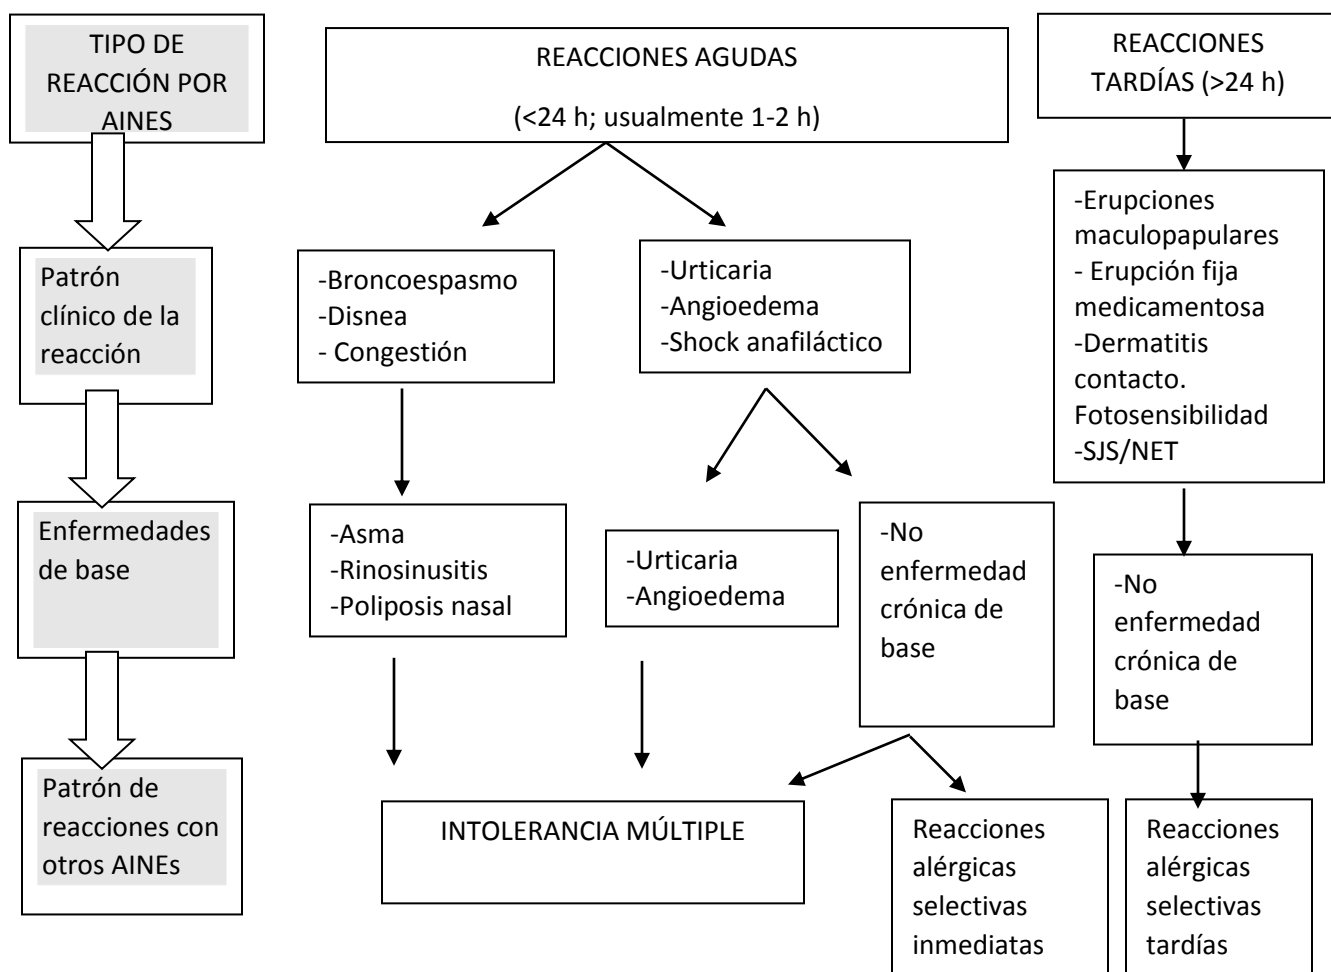 TIPO DE
REACCIÓN POR
AINES
REACCIONES AGUDAS
(<24 h; usualmente 1-2 h)
REACCIONES
TARDÍAS (>24 h)
Patrón
clínico de la
reacción
-Broncoespasmo
-Disnea
- Congestión
-Urticaria
-Angioedema
-Shock anafiláctico
-Erupciones
maculopapulares
- Erupción fija
medicamentosa
-Dermatitis
contacto.
Fotosensibilidad
-SJS/NET
Enfermedades
de base
-Asma
-Rinosinusitis
-Poliposis nasal
-Urticaria
-Angioedema
-No
enfermedad
crónica de
base
-No
enfermedad
crónica de
base
Patrón de
reacciones con
otros AINEs
INTOLERANCIA MÚLTIPLE
Reacciones
alérgicas
selectivas
inmediatas
Reacciones
alérgicas
selectivas
tardías